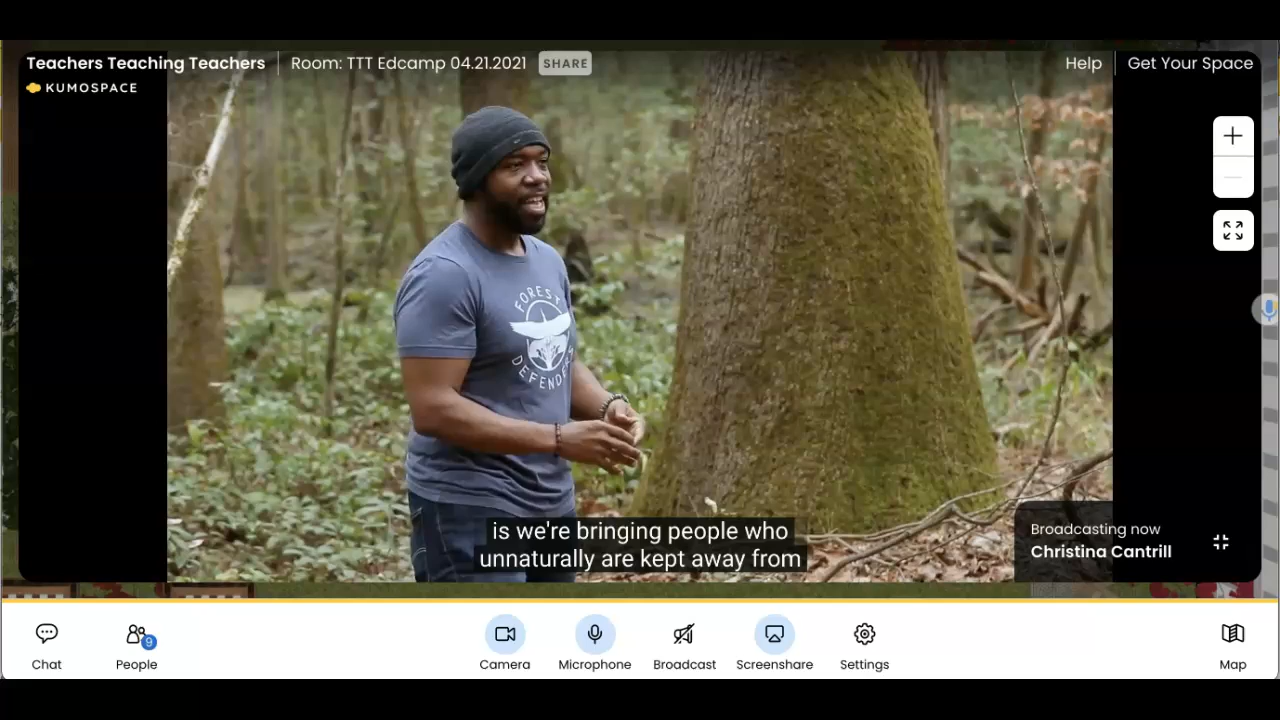 Teachers Teaching Teachers
Room: TTT Edcamp 04.21.2021
SHARE
Help
Get Your Space
KUMOSPACE
FOREST
DEFENDERS
is we're bringing people who
unnaturally are kept away from
Broadcasting now
Christina Cantrill
9
Chat
People
Camera
Microphone
Broadcast
Screenshare
Settings
Map